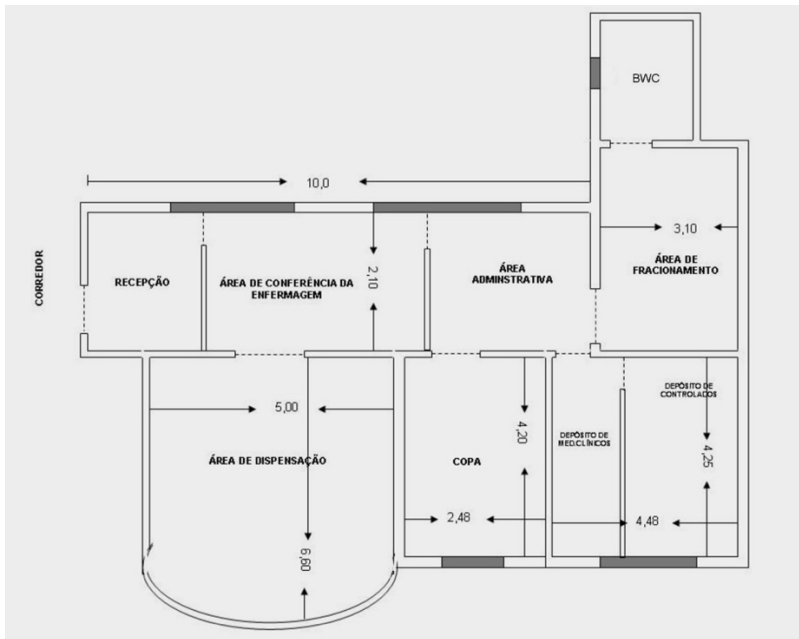 BWC
10,0
3,10
ÁREA DE
FRACIONAMENTO
CORREDOR
RECEPÇÃO
ÁREA DE CONFERÊNCIA DA
ENFERMAGEM
2,10
ÁREA
ADMINSTRATIVA
5,00
ÁREA DE DISPENSAÇÃO
6,60
COPA
4,20
2,48
DEPÓSITO DE
MED.CLÍNICOS
DEPÓSITO DE
CONTROLADOS
4,25
4,48